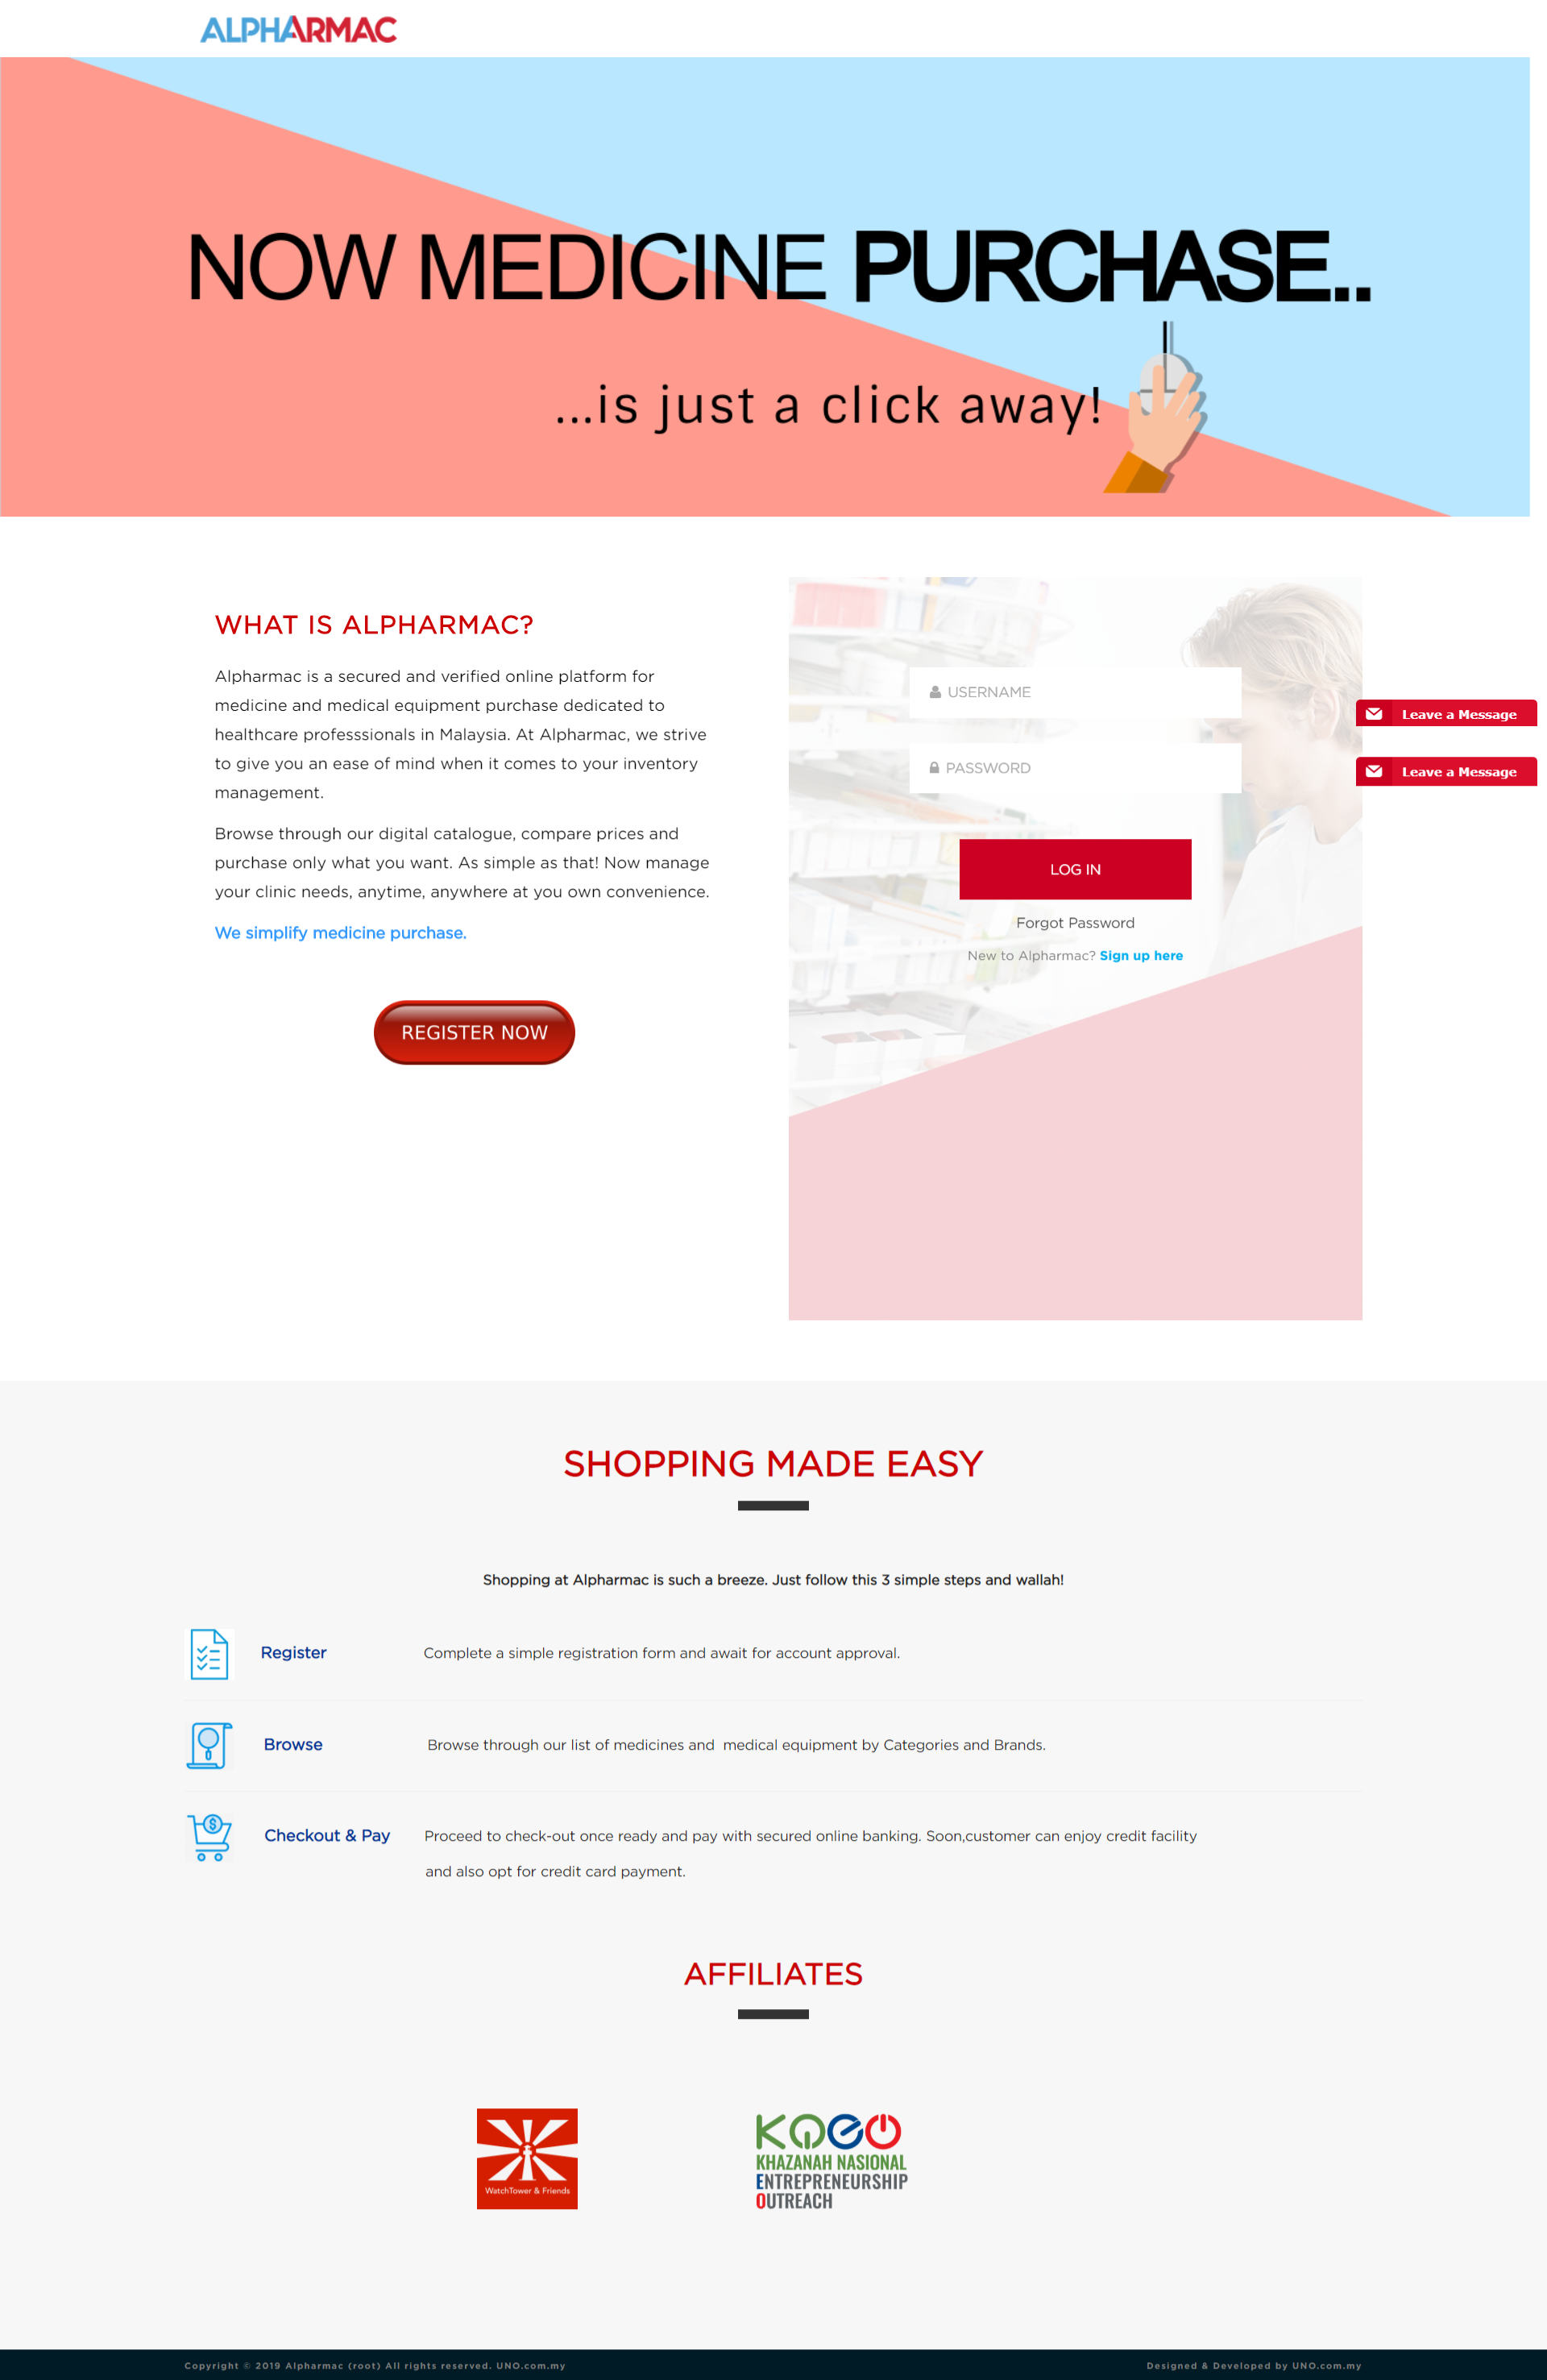 ALPHARMAC
NOW MEDICINE PURCHASE..
...is just a click away!
WHAT IS ALPHARMAC?
Alpharmac is a secured and verified online platform for
medicine and medical equipment purchase dedicated to
healthcare professsionals in Malaysia. At Alpharmac, we strive
to give you an ease of mind when it comes to your inventory
management.
Browse through our digital catalogue, compare prices and
purchase only what you want. As simple as that! Now manage
your clinic needs, anytime, anywhere at you own convenience.
We simplify medicine purchase.
REGISTER NOW
USERNAME
PASSWORD
LOG IN
Forgot Password
New to Alpharmac? Sign up here
Leave a Message
Leave a Message
SHOPPING MADE EASY
Shopping at Alpharmac is such a breeze. Just follow this 3 simple steps and wallah!
Register
Complete a simple registration form and await for account approval.
Browse
Browse through our list of medicines and  medical equipment by Categories and Brands.
Checkout & Pay
Proceed to check-out once ready and pay with secured online banking. Soon,customer can enjoy credit facility
and also opt for credit card payment.
AFFILIATES
WatchTower & Friends
KNEO
KHAZANAH NASIONAL
ENTREPRENEURSHIP
OUTREACH
Copyright © 2019 Alpharmac (root) All rights reserved. UNO.com.my
Designed & Developed by UNO.com.my